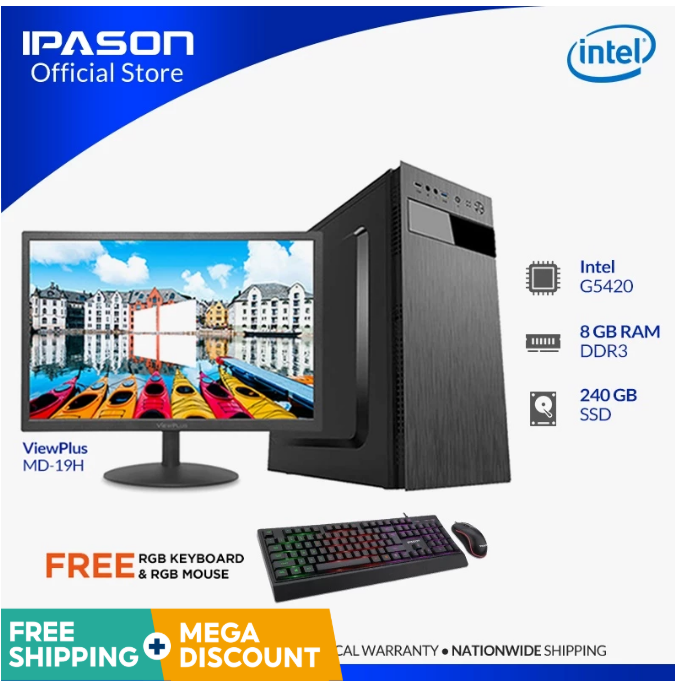 IPASON
Official Store
intel
Intel
G5420
8 GB RAM
DDR3
240 GB
SSD
ViewPlus
ViewPlus
MD-19H
FREE RGB KEYBOARD
& RGB MOUSE
FREE
SHIPPING
+
MEGA
DISCOUNT
CAL WARRANTY ● NATIONWIDE SHIPPING